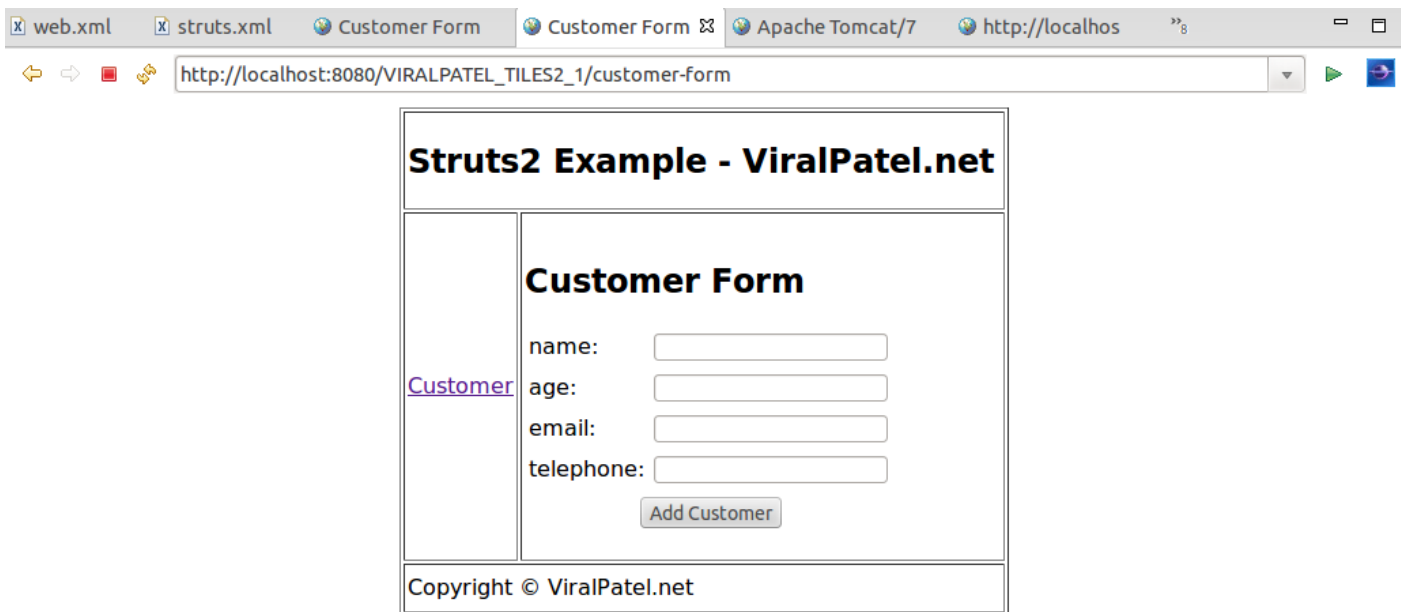 web.xml struts.xml Customer Form Customer Form Apache Tomcat/7 http://localhos »8
http://localhost:8080/VIRALPATEL_TILES2_1/customer-form
Struts2 Example - ViralPatel.net
Customer Form
name:
Customer age:
email:
telephone:
Add Customer
Copyright © ViralPatel.net